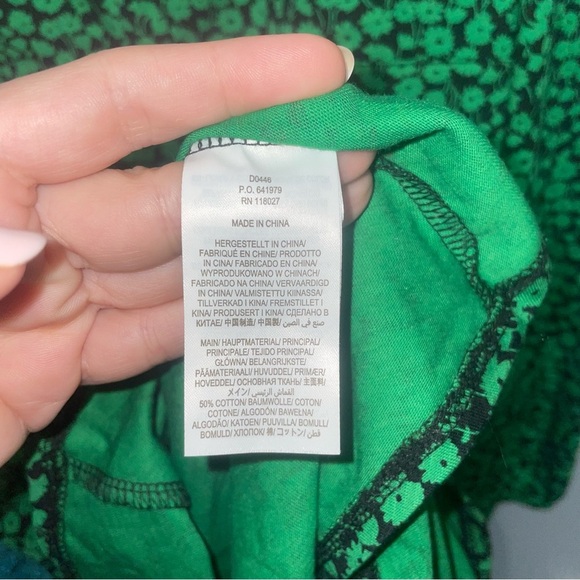 D0446
P.O. 641979
RN 118027
MADE IN CHINA
HERGESTELLT IN CHINA/
FABRIQUÉ EN CHINE/ PRODOTTO
IN CINA/ FABRICADO EN CHINA/
WYPRODUKOWANO W CHINACH/
FABRICADO NA CHINA/ VERVAARDIGD
IN CHINA/ VALMISTETTU KIINASSA/
TILLVERKAD I KINA/ FREMSTILLET I
KINA/ PRODUSERT I KINA/ СДЕЛАНО В
КИТАЕ/ 中国制造/ 中国製/ صنع في الصين
MAIN/ HAUPTMATERIAL/ PRINCIPAL/
PRINCIPALE/ TEJIDO PRINCIPAL/
GŁÓWNA/ BELANGRIJKSTE/
PÄÄMATERIAALI/ HUVUD/ PRIMÆR/
HOVEDDEL/ ОСНОВНАЯ ТКАНЬ/ 主面料/
メイン/ القماش الرئيسي/
50% COTTON/ BAUMWOLLE/ COTON/
COTONE/ ALGODÓN/ BAWEŁNA/
ALGODÃO/ KATOEN/ PUUVILLA/ BOMULL/
BOMULD/ ХЛОПОК/ 棉/ コットン/ قطن/